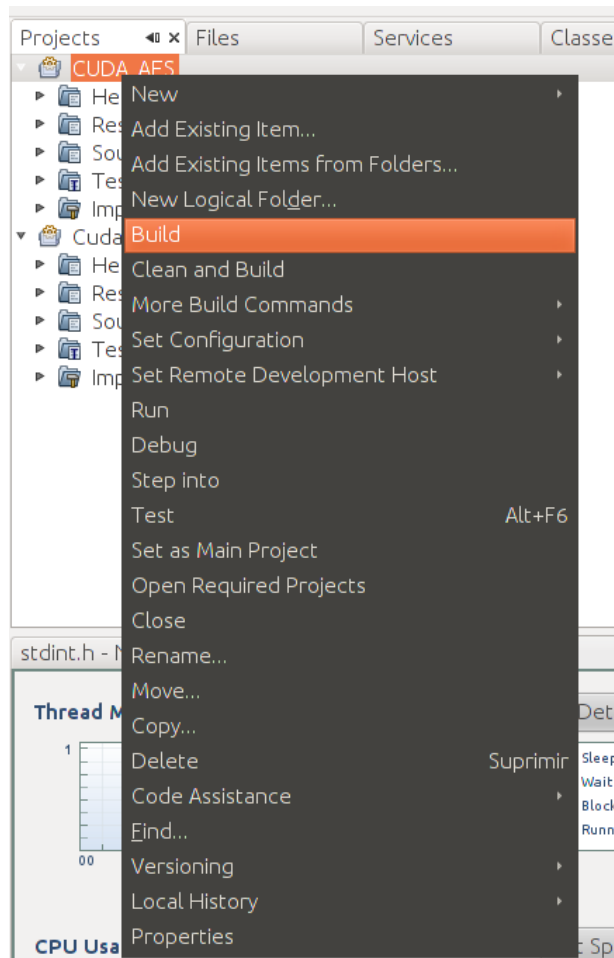 Projects Files Services Classe
CUDA_AES
He New
Res Add Existing Item...
Sou Add Existing Items from Folders...
Tes New Logical Folder...
Imp
Cuda Build
He Clean and Build
Res More Build Commands
Sou Set Configuration
Tes Set Remote Development Host
Imp
Run
Debug
Step into
Test Alt+F6
Set as Main Project
Open Required Projects
Close
stdint.h - N Rename...
Move...
Thread M Copy... Det
1 Delete Suprimir Sleep
Wait
Code Assistance Block
Find... Runn
00
Versioning
Local History
CPU Usa Properties t Sp